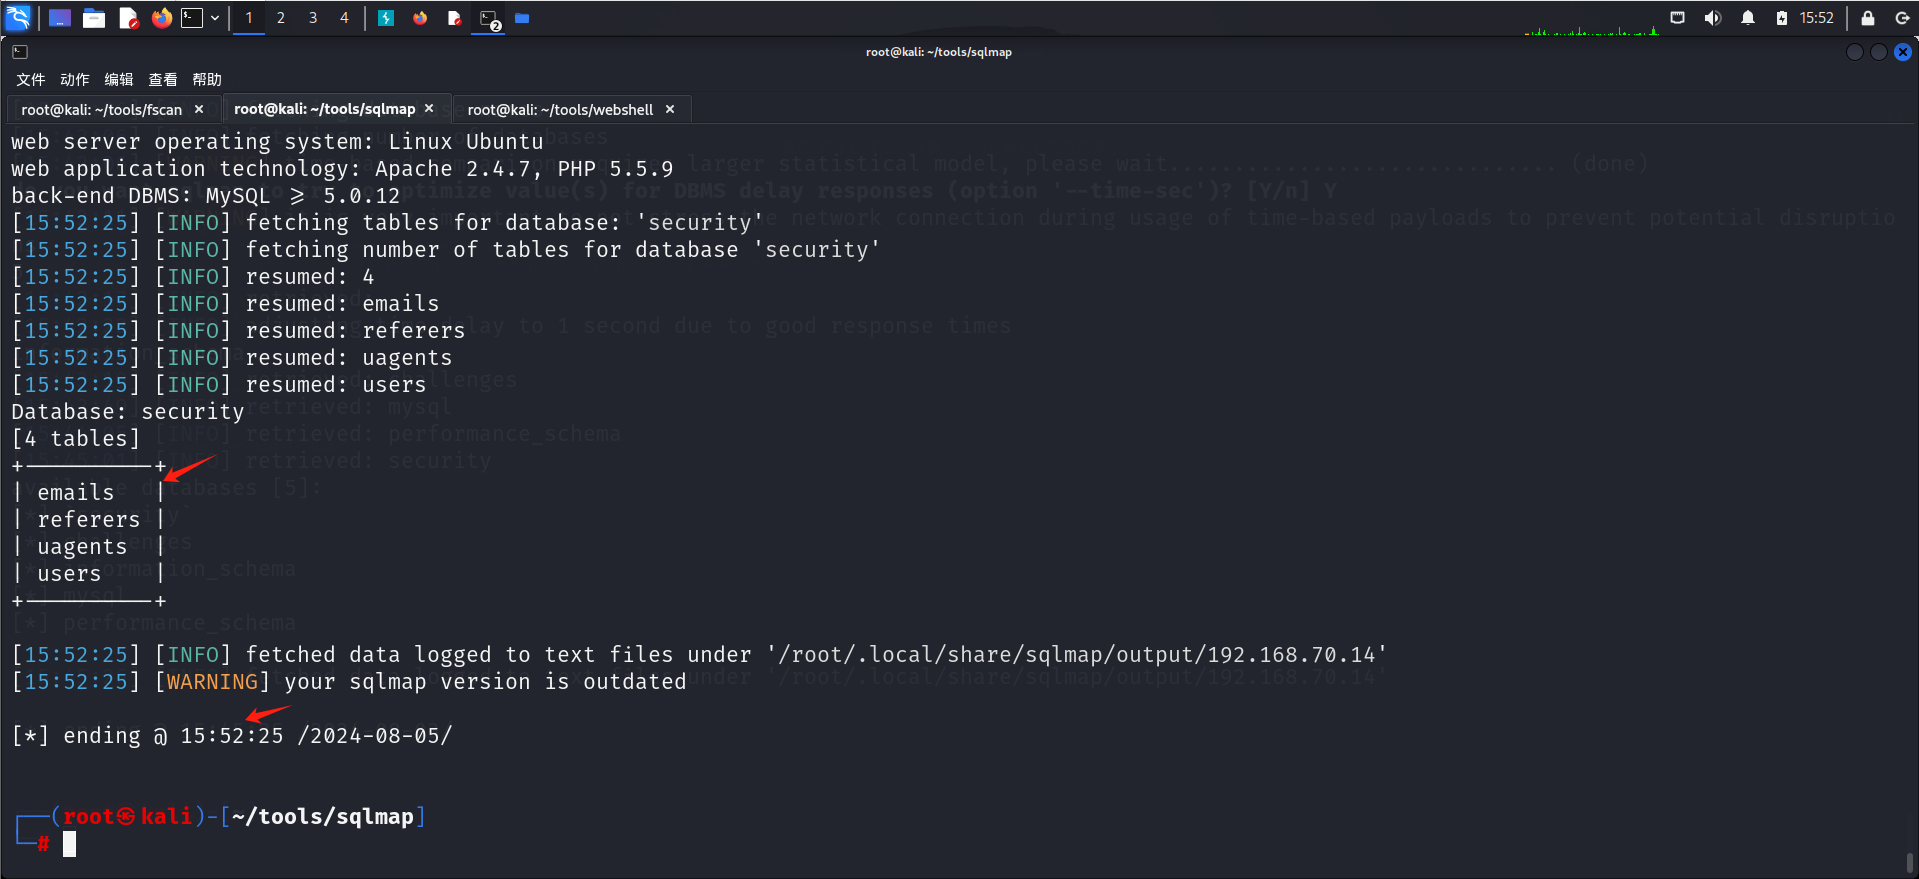 1 2 3 4 2 15:52
root@kali: ~/tools/sqlmap
文件 动作 编辑 查看 帮助
root@kali: ~/tools/fscan × root@kali: ~/tools/sqlmap × root@kali: ~/tools/webshell ×
web server operating system: Linux Ubuntu
web application technology: Apache 2.4.7, PHP 5.5.9
back-end DBMS: MySQL ≥ 5.0.12
[15:52:25] [INFO] fetching tables for database: 'security'
[15:52:25] [INFO] fetching number of tables for database 'security'
[15:52:25] [INFO] resumed: 4
[15:52:25] [INFO] resumed: emails
[15:52:25] [INFO] resumed: referers
[15:52:25] [INFO] resumed: uagents
[15:52:25] [INFO] resumed: users
Database: security
[4 tables]
+----------+
| emails |
| referers |
| uagents |
| users |
+----------+
[15:52:25] [INFO] fetched data logged to text files under '/root/.local/share/sqlmap/output/192.168.70.14'
[15:52:25] [WARNING] your sqlmap version is outdated
[*] ending @ 15:52:25 /2024-08-05/
┌──(root㉿kali)-[~/tools/sqlmap]
└─#